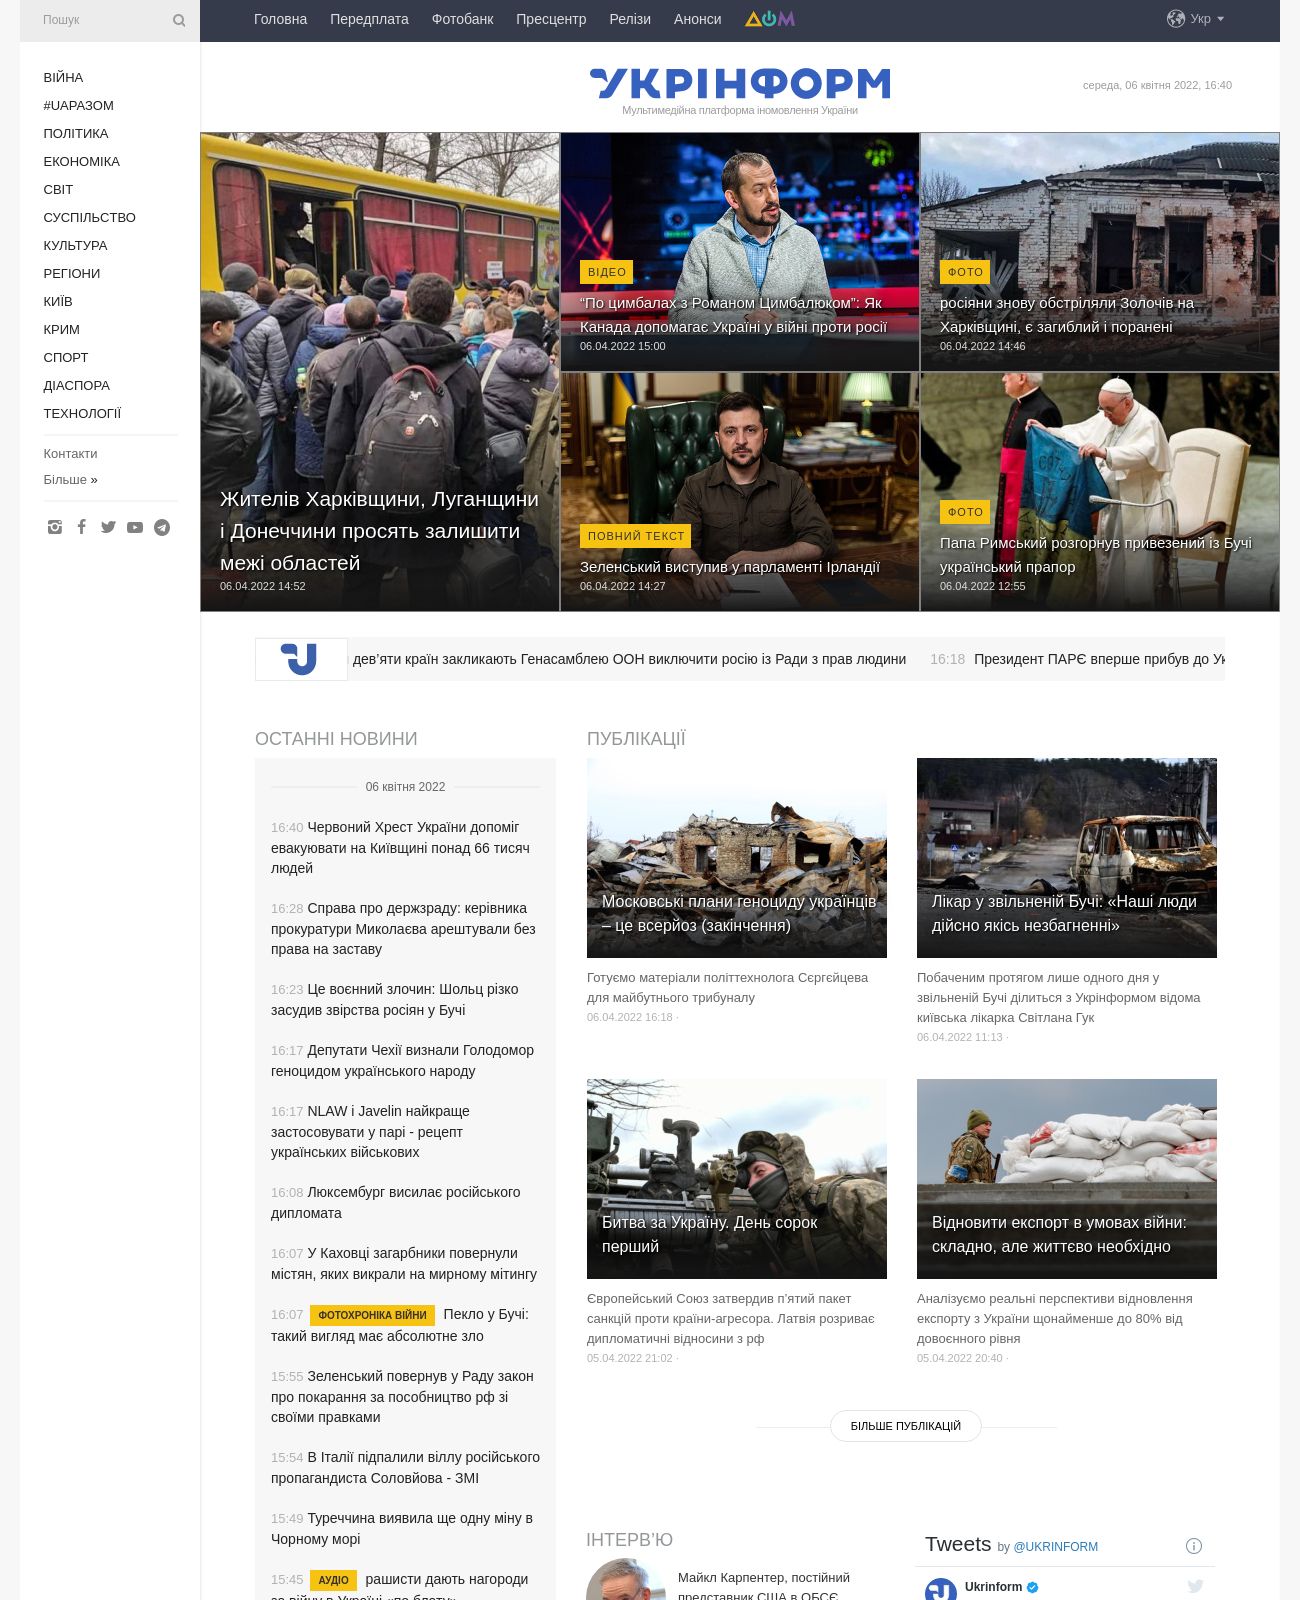 Пошук
Головна Передплата Фотобанк Пресцентр Релізи Анонси ДОМ
Укр
ВІЙНА
#UАРАЗОМ
ПОЛІТИКА
ЕКОНОМІКА
СВІТ
СУСПІЛЬСТВО
КУЛЬТУРА
РЕГІОНИ
КИЇВ
КРИМ
СПОРТ
ДІАСПОРА
ТЕХНОЛОГІЇ
Контакти
Більше »
УКРІНФОРМ
Мультимедійна платформа іномовлення України
середа, 06 квітня 2022, 16:40
Жителів Харківщини, Луганщини
і Донеччини просять залишити
межі областей
06.04.2022 14:52
ВІДЕО
“По цимбалах з Романом Цимбалюком”: Як
Канада допомагає Україні у війні проти росії
06.04.2022 15:00
ФОТО
росіяни знову обстріляли Золочів на
Харківщині, є загиблий і поранені
06.04.2022 14:46
ПОВНИЙ ТЕКСТ
Зеленський виступив у парламенті Ірландії
06.04.2022 14:27
ФОТО
Папа Римський розгорнув привезений із Бучі
український прапор
06.04.2022 12:55
дев’яти країн закликають Генасамблею ООН виключити росію із Ради з прав людини 16:18 Президент ПАРЄ вперше прибув до Ук
ОСТАННІ НОВИНИ
06 квітня 2022
16:40 Червоний Хрест України допоміг
евакуювати на Київщині понад 66 тисяч
людей
16:28 Справа про держзраду: керівника
прокуратури Миколаєва арештували без
права на заставу
16:23 Це воєнний злочин: Шольц різко
засудив звірства росіян у Бучі
16:17 Депутати Чехії визнали Голодомор
геноцидом українського народу
16:17 NLAW і Javelin найкраще
застосовувати у парі - рецепт
українських військових
16:08 Люксембург висилає російського
дипломата
16:07 У Каховці загарбники повернули
містян, яких викрали на мирному мітингу
16:07 ФОТОХРОНІКА ВІЙНИ Пекло у Бучі:
такий вигляд має абсолютне зло
15:55 Зеленський повернув у Раду закон
про покарання за пособництво рф зі
своїми правками
15:54 В Італії підпалили віллу російського
пропагандиста Соловйова - ЗМІ
15:49 Туреччина виявила ще одну міну в
Чорному морі
15:45 АУДІО рашисти дають нагороди
за війну в Україні «по блату»
ПУБЛІКАЦІЇ
Московські плани геноциду українців
– це всерйоз (закінчення)
Готуємо матеріали політтехнолога Сєргєйцева
для майбутнього трибуналу
06.04.2022 16:18 ·
Лікар у звільненій Бучі: «Наші люди
дійсно якісь незбагненні»
Побаченим протягом лише одного дня у
звільненій Бучі ділиться з Укрінформом відома
київська лікарка Світлана Гук
06.04.2022 11:13 ·
Битва за Україну. День сорок
перший
Європейський Союз затвердив п’ятий пакет
санкцій проти країни-агресора. Латвія розриває
дипломатичні відносини з рф
05.04.2022 21:02 ·
Відновити експорт в умовах війни:
складно, але життєво необхідно
Аналізуємо реальні перспективи відновлення
експорту з України щонайменше до 80% від
довоєнного рівня
05.04.2022 20:40 ·
БІЛЬШЕ ПУБЛІКАЦІЙ
ІНТЕРВ’Ю
Майкл Карпентер, постійний
представник США в ОБСЄ
Tweets by @UKRINFORM
Ukrinform